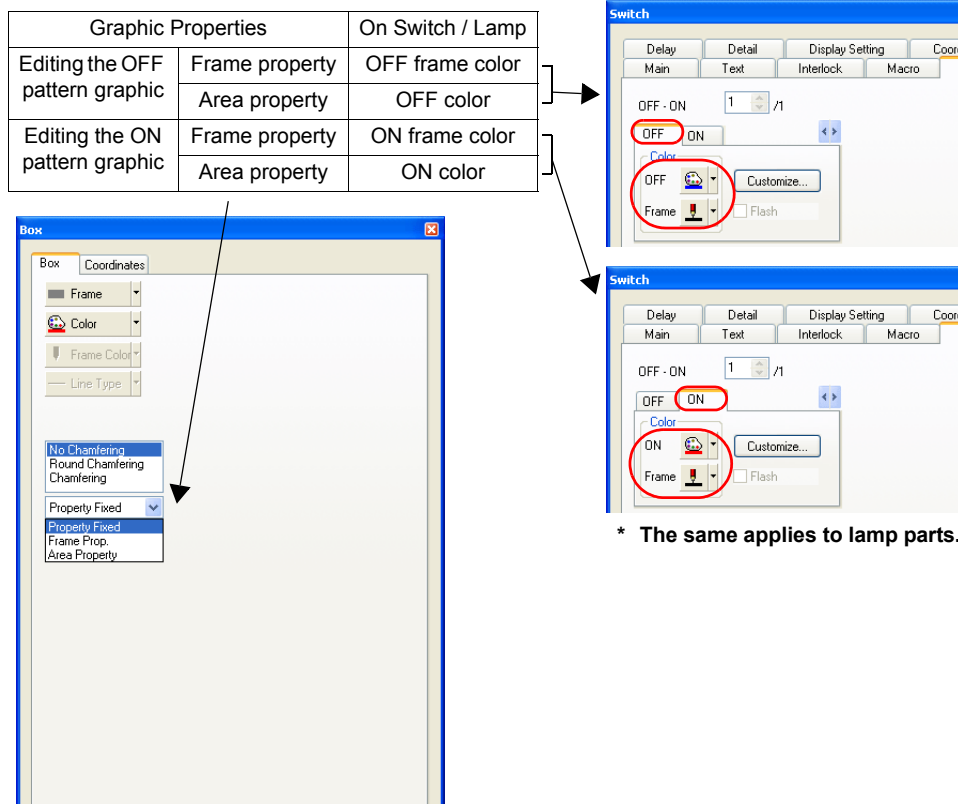 Graphic Properties On Switch / Lamp
Editing the OFF pattern graphic Frame property OFF frame color
Area property OFF color
Editing the ON pattern graphic Frame property ON frame color
Area property ON color
Switch
Delay Detail Display Setting
Main Text Interlock Macro
OFF - ON 1 /1
OFF ON
Color
OFF Customize...
Frame Flash
Box
Box Coordinates
Frame
Color
Frame Color
Line Type
No Chamfering
Round Chamfering
Chamfering
Property Fixed
Property Fixed
Frame Prop.
Area Property
Switch
Delay Detail Display Setting
Main Text Interlock Macro
OFF - ON 1 /1
OFF ON
Color
ON Customize...
Frame Flash
* The same applies to lamp parts.